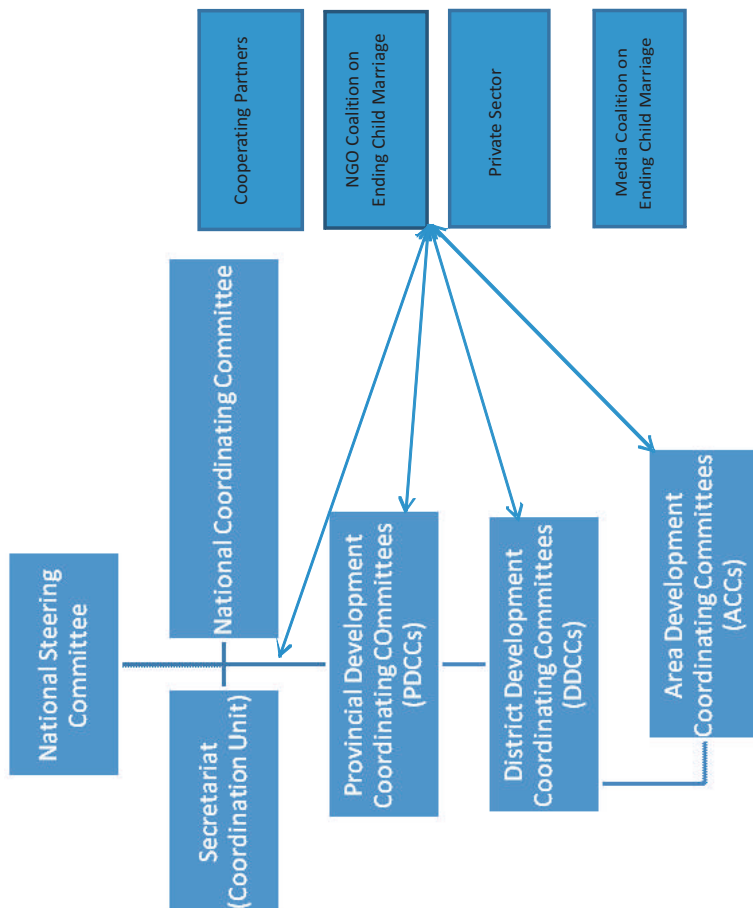 National Steering
Committee
Secretariat
(Coordination Unit)
National Coordinating Committee
Provincial Development
Coordinating COmmittees
(PDCCs)
District Development
Coordinating Committees
(DDCCs)
Area Development
Coordinating Committees
(ACCs)
Cooperating Partners
NGO Coalition on
Ending Child Marriage
Private Sector
Media Coalition on
Ending Child Marriage